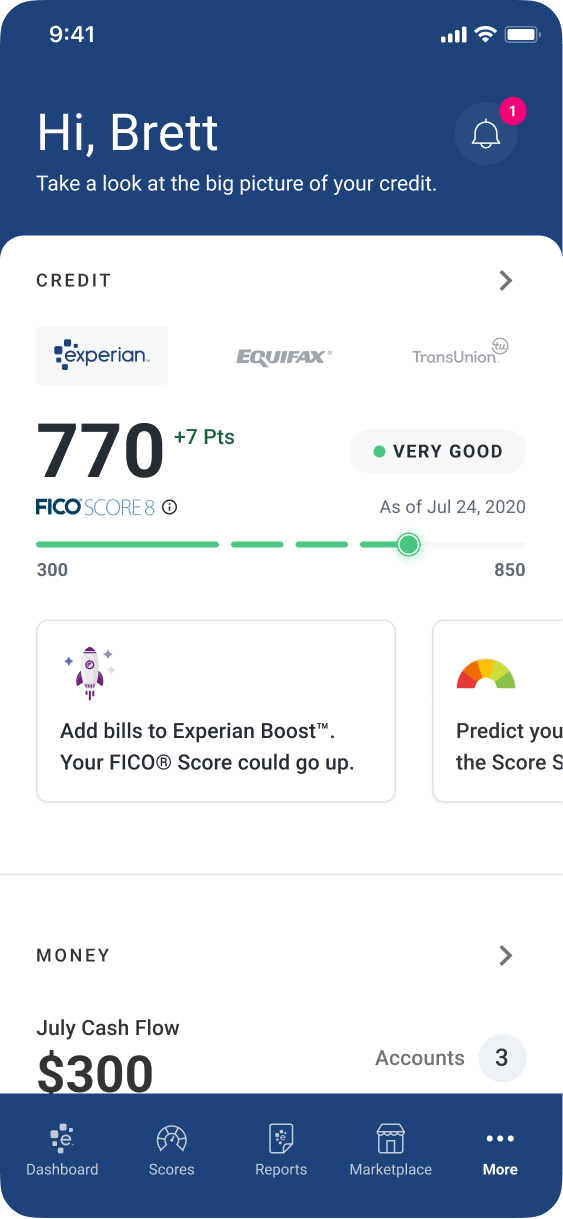 9:41
1
Hi, Brett
Take a look at the big picture of your credit.
CREDIT
experian™
EQUIFAX®
TransUnion tu
770 +7 Pts
VERY GOOD
FICO® SCORE 8
As of Jul 24, 2020
300
850
Add bills to Experian Boost™.
Your FICO® Score could go up.
Predict you
the Score S
MONEY
July Cash Flow
$300
Accounts 3
e
Dashboard
Scores
e
Reports
Marketplace
More